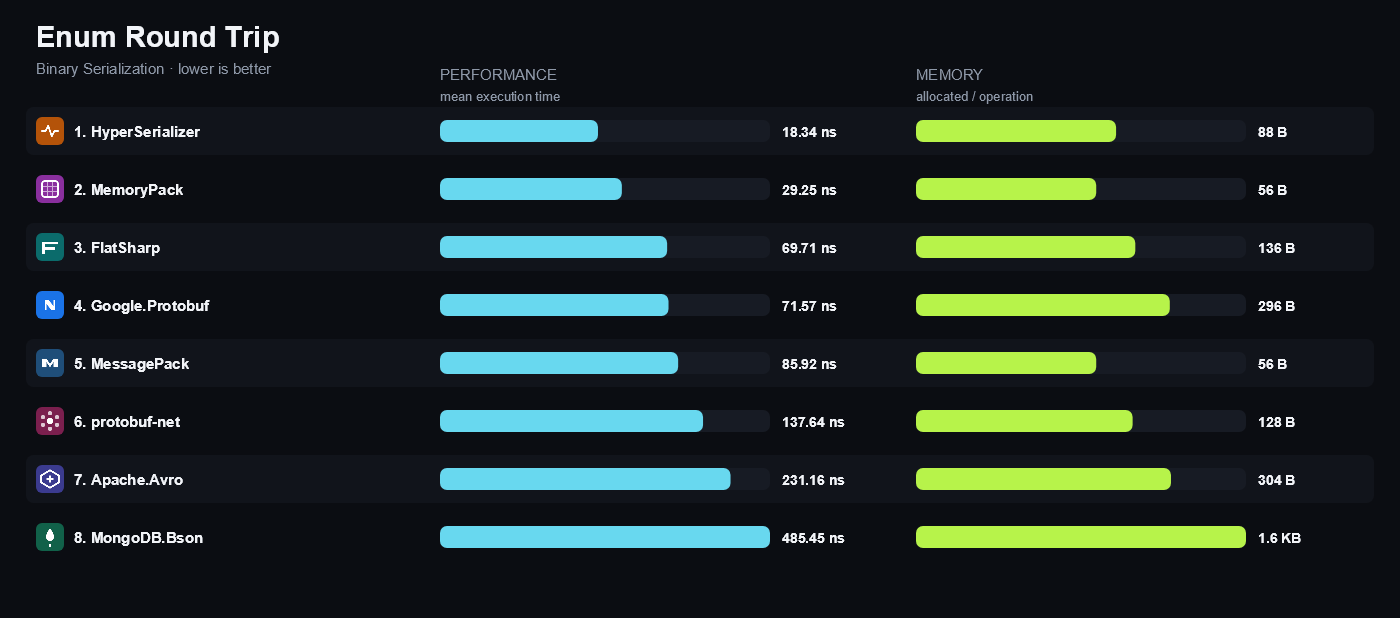 Enum Round Trip
Binary Serialization · lower is better
PERFORMANCE
mean execution time
MEMORY
allocated / operation
1. HyperSerializer 18.34 ns 88 B
2. MemoryPack 29.25 ns 56 B
3. FlatSharp 69.71 ns 136 B
4. Google.Protobuf 71.57 ns 296 B
5. MessagePack 85.92 ns 56 B
6. protobuf-net 137.64 ns 128 B
7. Apache.Avro 231.16 ns 304 B
8. MongoDB.Bson 485.45 ns 1.6 KB